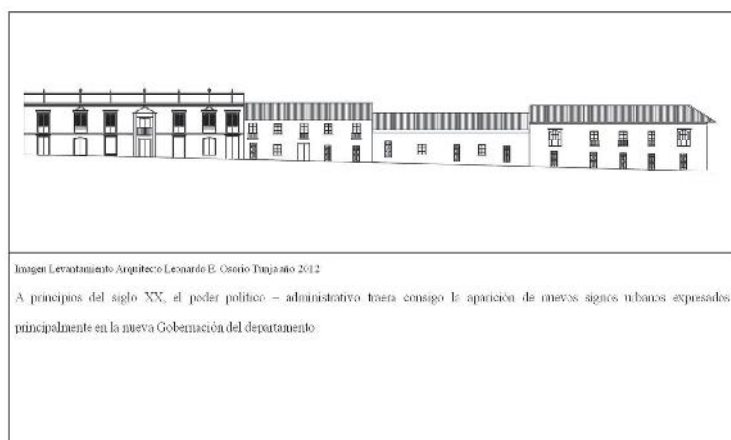 Imagen Levantamiento Arquitecto Leonardo E. Osorio Tunja año 2012
A principios del siglo XX, el poder político – administrativo traera consigo la aparición de nuevos signos urbanos expresados
principalmente en la nueva Gobernación del departamento